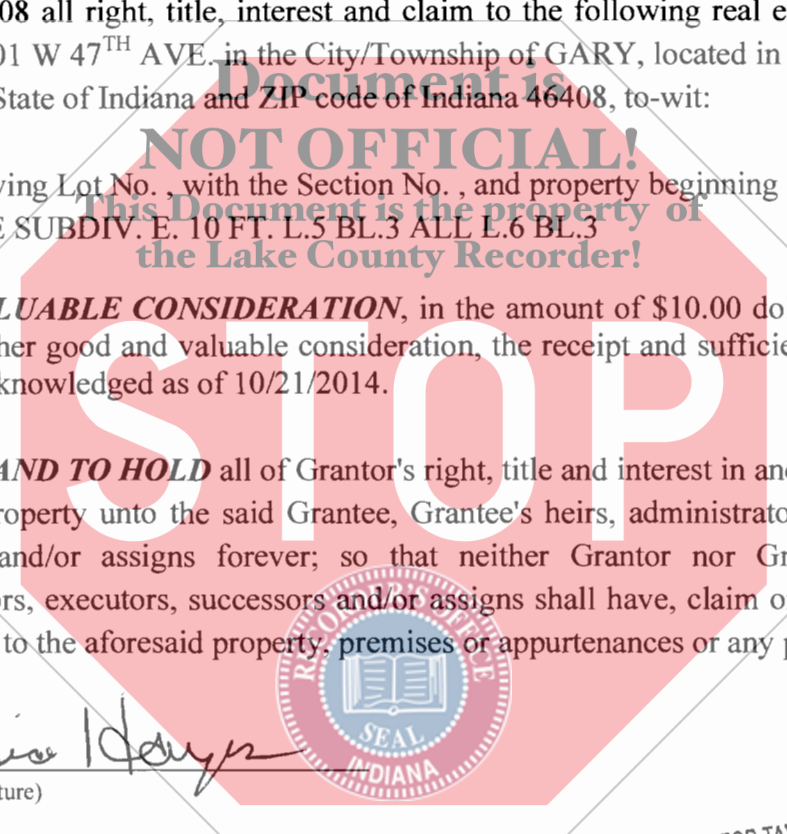 08 all right, title, interest and claim to the following real e
01 W 47TH AVE. in the City/Township of GARY, located in
Document is
State of Indiana and ZIP code of Indiana 46408, to-wit:
NOT OFFICIAL!
ving Lot No. , with the Section No. , and property beginning
This Document is the property of
E SUBDIV. E. 10 FT. L.5 BL.3 ALL L.6 BL.3
the Lake County Recorder!
LUABLE CONSIDERATION, in the amount of $10.00 do
her good and valuable consideration, the receipt and sufficie
knowledged as of 10/21/2014.
STOP
AND TO HOLD all of Grantor's right, title and interest in and
roperty unto the said Grantee, Grantee's heirs, administrato
and/or assigns forever; so that neither Grantor nor Gr
rs, executors, successors and/or assigns shall have, claim o
to the aforesaid property, premises or appurtenances or any p
RECORDER'S OFFICE
SEAL
INDIANA
ture)